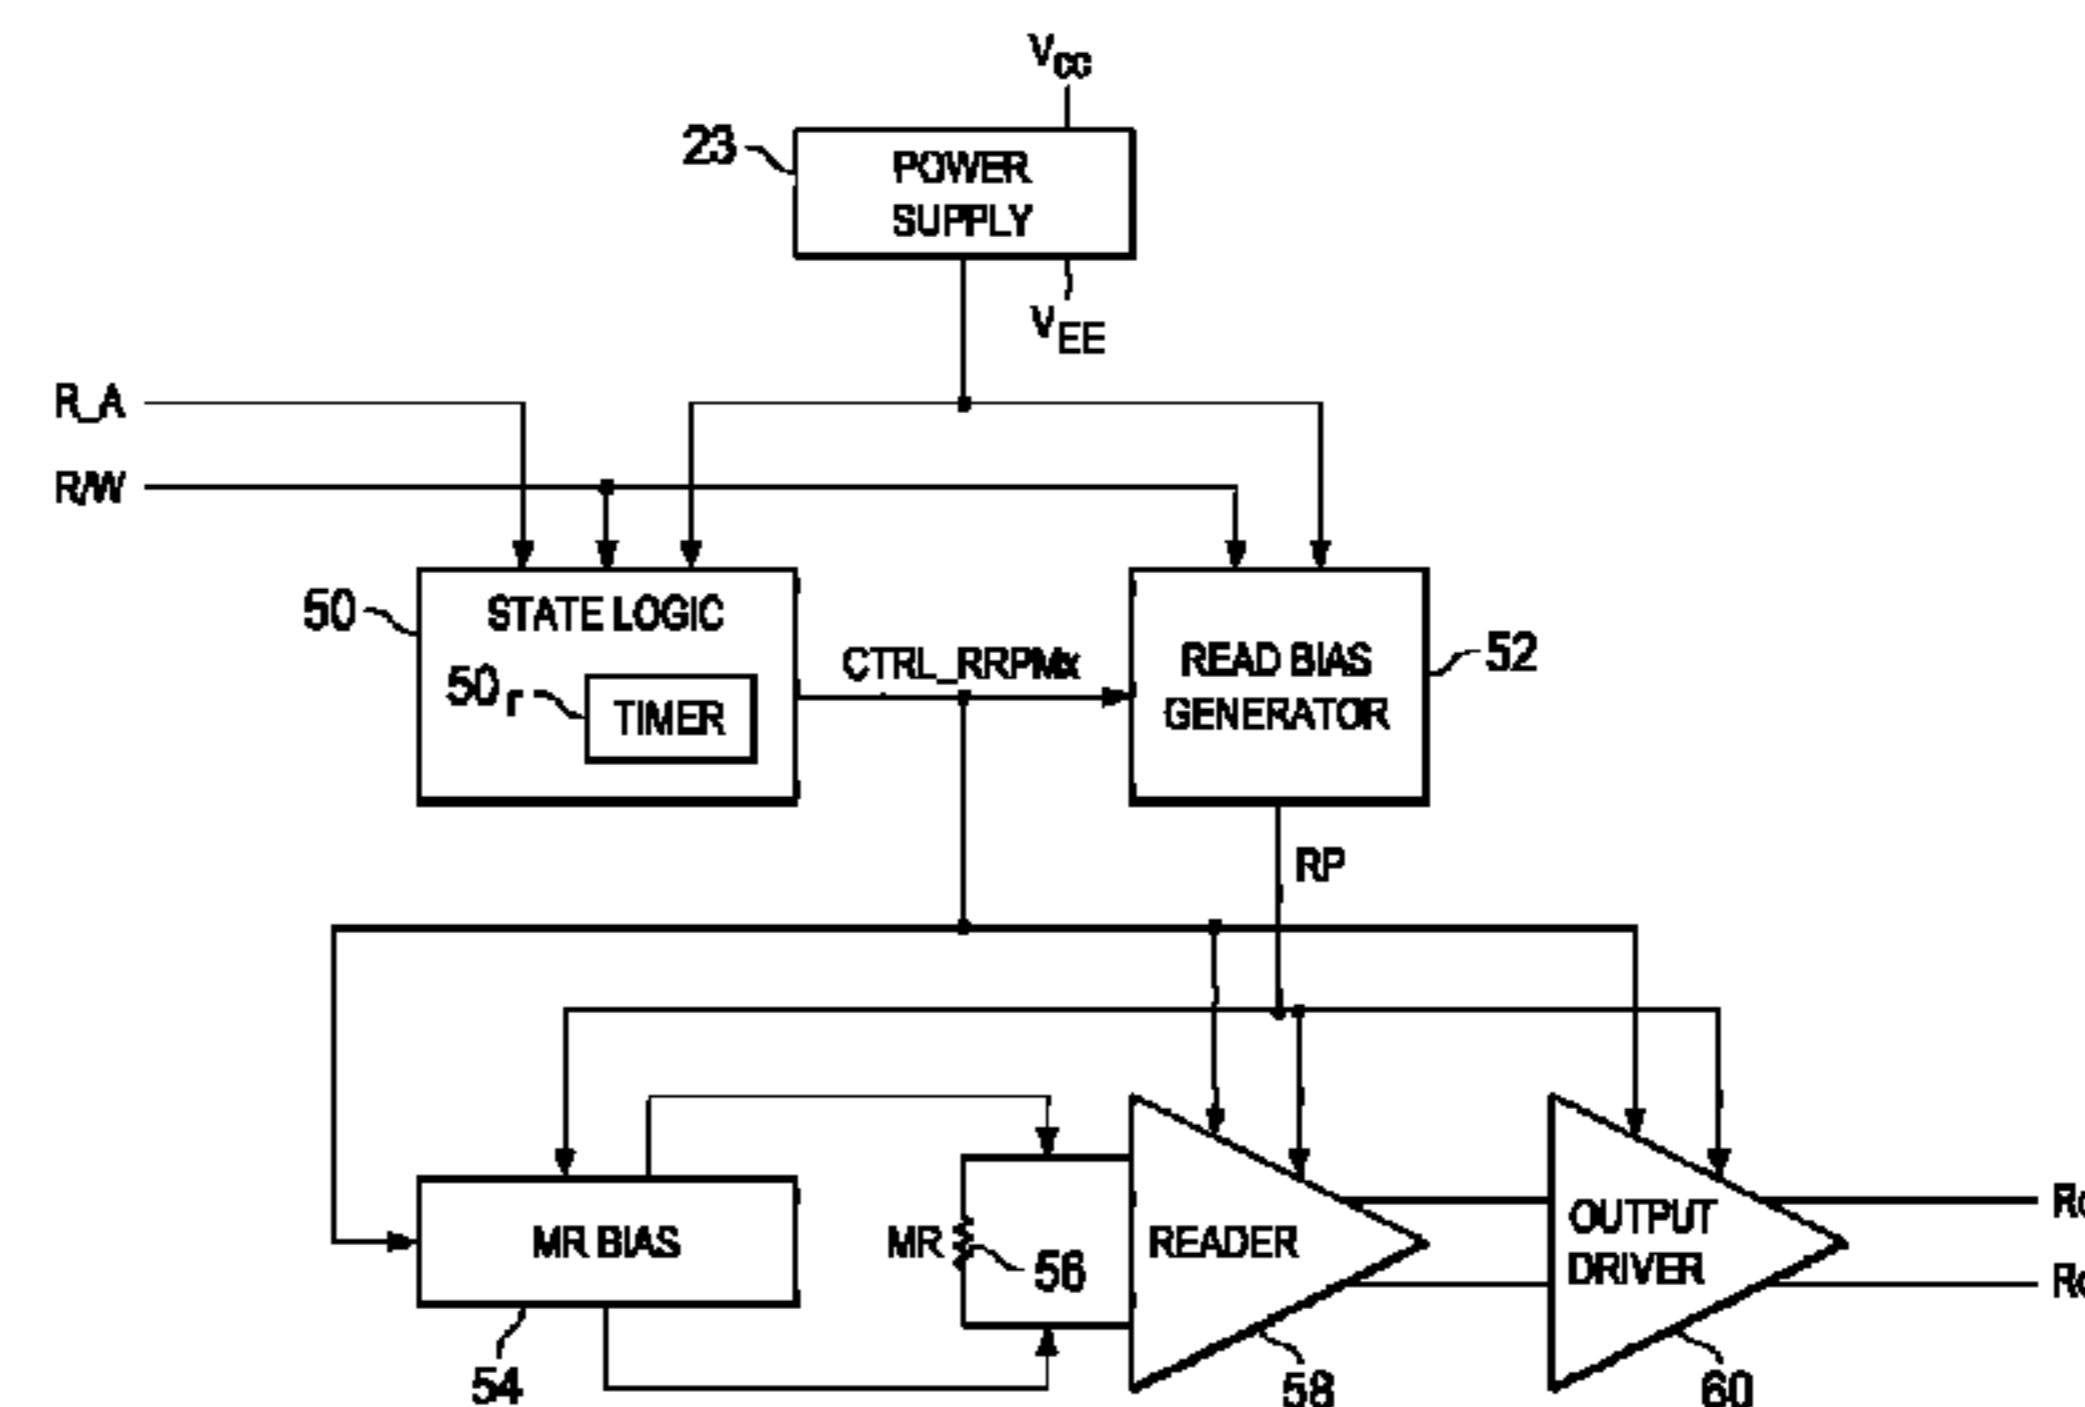 VCC
23
POWER
SUPPLY
VEE
R_A
R/W
50
STATE LOGIC
50r
TIMER
CTRL_RRPMx
READ BIAS
GENERATOR
52
RP
MR BIAS
54
MR
56
READER
58
OUTPUT
DRIVER
60